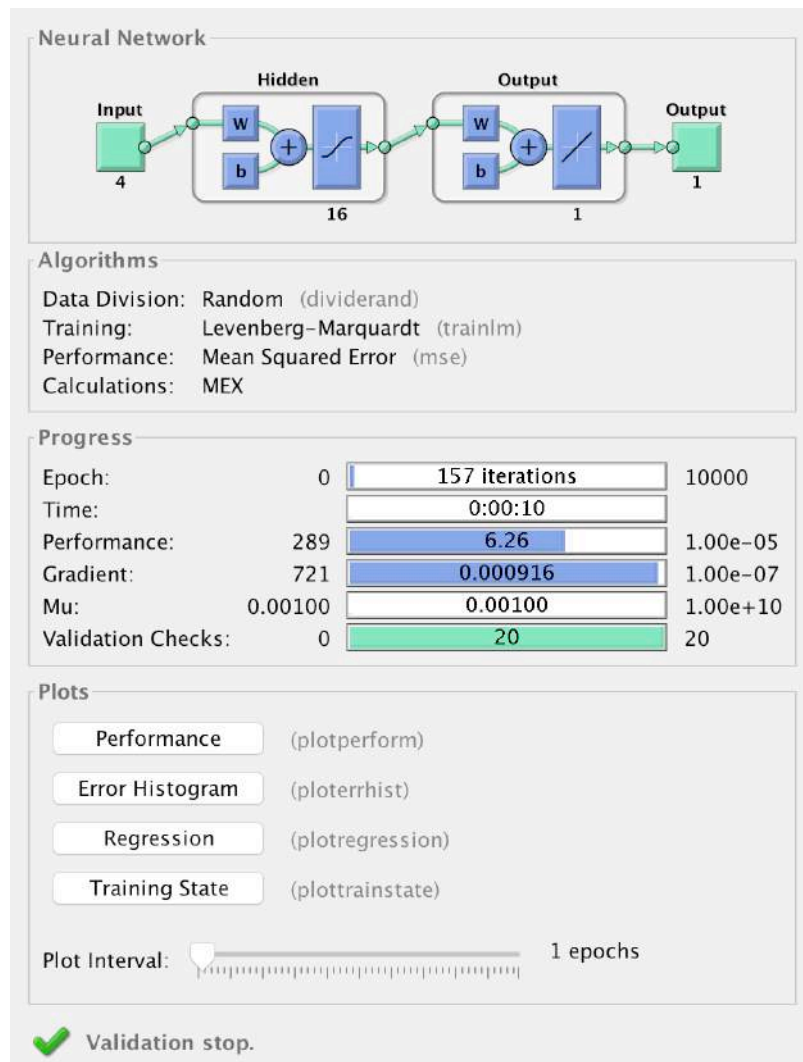 Neural Network
Hidden
Output
Input
Output
W
W
b
b
4
16
1
1
Algorithms
Data Division: Random (dividerand)
Training: Levenberg-Marquardt (trainlm)
Performance: Mean Squared Error (mse)
Calculations: MEX
Progress
Epoch: 0 157 iterations 10000
Time: 0:00:10
Performance: 289 6.26 1.00e-05
Gradient: 721 0.000916 1.00e-07
Mu: 0.00100 0.00100 1.00e+10
Validation Checks: 0 20 20
Plots
Performance (plotperform)
Error Histogram (ploterrhist)
Regression (plotregression)
Training State (plottrainstate)
Plot Interval: 1 epochs
Validation stop.